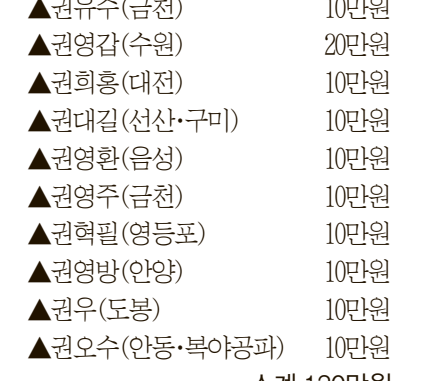 ▲권유수(금천) 10만원
▲권영갑(수원) 20만원
▲권희홍(대전) 10만원
▲권대길(선산·구미) 10만원
▲권영환(음성) 10만원
▲권영주(금천) 10만원
▲권혁필(영등포) 10만원
▲권영방(안양) 10만원
▲권우(도봉) 10만원
▲권오수(안동·복야공파) 10만원